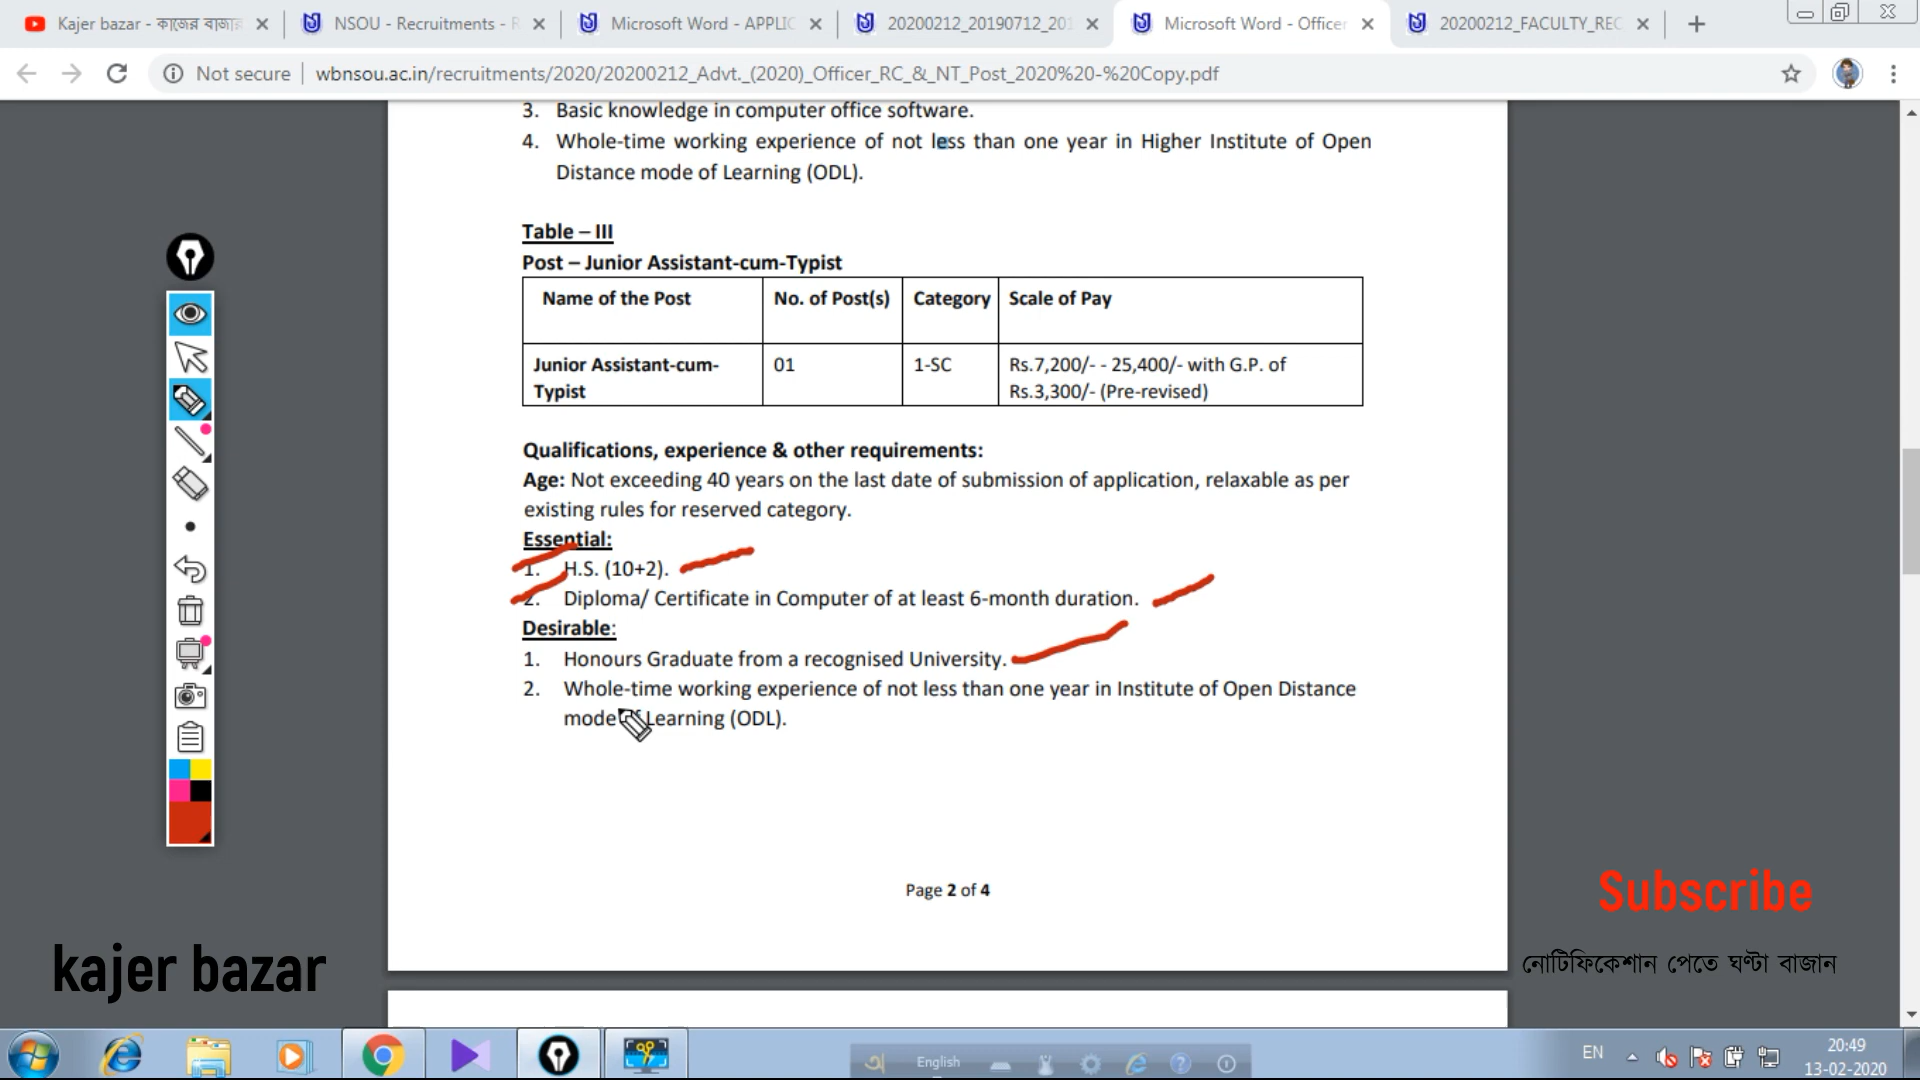 Kajer bazar - কাজের বাজার
NSOU - Recruitments - R
Microsoft Word - APPLIC
20200212_20190712_201
Microsoft Word - Officer
20200212_FACULTY_REC
Not secure
wbnsou.ac.in/recruitments/2020/20200212_Advt._(2020)_Officer_RC_&_NT_Post_2020%20-%20Copy.pdf
3. Basic knowledge in computer office software.
4. Whole-time working experience of not less than one year in Higher Institute of Open
Distance mode of Learning (ODL).
Table – III
Post – Junior Assistant-cum-Typist
Name of the Post No. of Post(s) Category Scale of Pay
Junior Assistant-cum- 01 1-SC Rs.7,200/- - 25,400/- with G.P. of
Typist Rs.3,300/- (Pre-revised)
Qualifications, experience & other requirements:
Age: Not exceeding 40 years on the last date of submission of application, relaxable as per
existing rules for reserved category.
Essential:
1. H.S. (10+2).
2. Diploma/ Certificate in Computer of at least 6-month duration.
Desirable:
1. Honours Graduate from a recognised University.
2. Whole-time working experience of not less than one year in Institute of Open Distance
mode of Learning (ODL).
Page 2 of 4
Subscribe
kajer bazar
নোটিফিকেশান পেতে ঘণ্টা বাজান
অ English
EN
20:49
13-02-2020